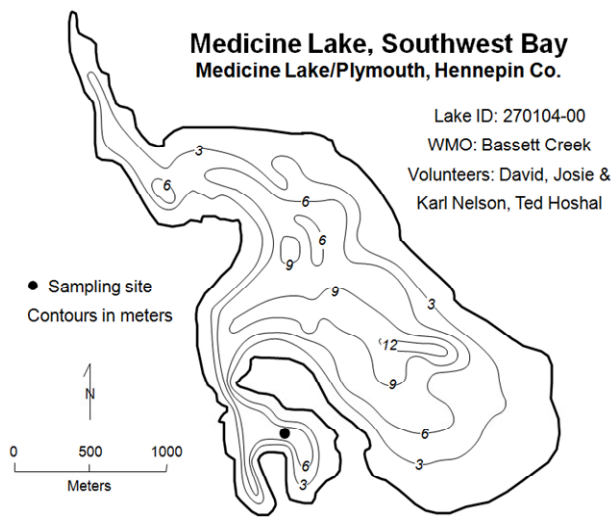 Medicine Lake, Southwest Bay
Medicine Lake/Plymouth, Hennepin Co.
Lake ID: 270104-00
WMO: Bassett Creek
Volunteers: David, Josie &
Karl Nelson, Ted Hoshal
3
6
6
6
9
3
9
12
9
6
3
6
3
Sampling site
Contours in meters
N
0 500 1000
Meters